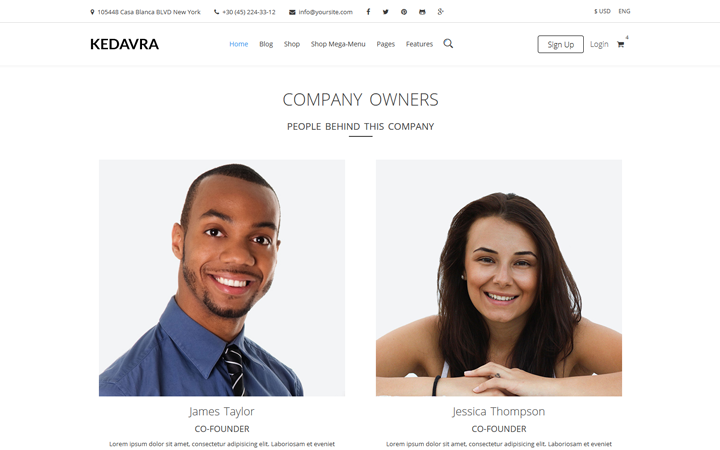 105448 Casa Blanca BLVD New York +30 (45) 224-33-12 info@yoursite.com $ USD ENG
KEDAVRA Home Blog Shop Shop Mega-Menu Pages Features Sign Up Login 4
COMPANY OWNERS
PEOPLE BEHIND THIS COMPANY
James Taylor
CO-FOUNDER
Lorem ipsum dolor sit amet, consectetur adipisicing elit. Laboriosam et eveniet
Jessica Thompson
CO-FOUNDER
Lorem ipsum dolor sit amet, consectetur adipisicing elit. Laboriosam et eveniet